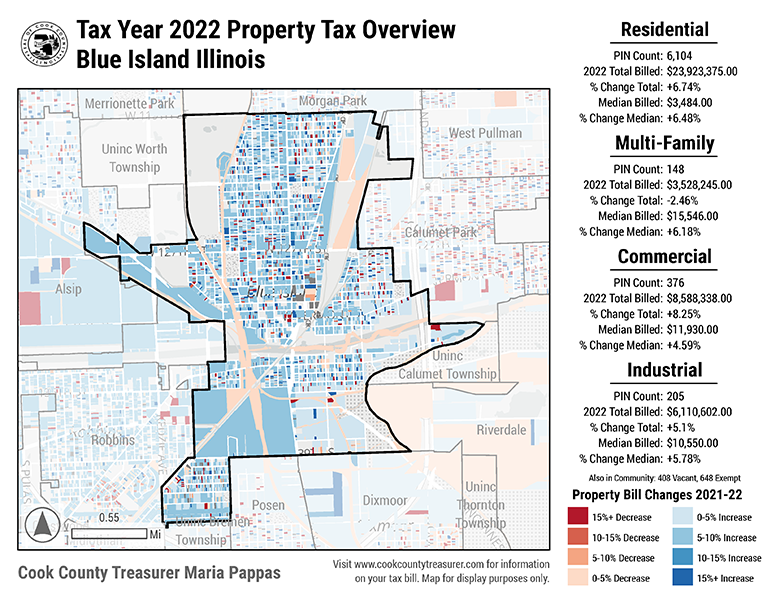 Tax Year 2022 Property Tax Overview
Blue Island Illinois
Merrionette Park
Morgan Park
Uninc Worth
Township
West Pullman
Calumet Park
W 127TH ST
Alsip
Blue Island
Uninc
Calumet Township
Robbins
Riverdale
Posen
Dixmoor
Uninc
Thornton
Township
Uninc Bremen
Township
0.55
Mi
Cook County Treasurer Maria Pappas
Visit www.cookcountytreasurer.com for information
on your tax bill. Map for display purposes only.
Residential
PIN Count: 6,104
2022 Total Billed: $23,923,375.00
% Change Total: +6.74%
Median Billed: $3,484.00
% Change Median: +6.48%
Multi-Family
PIN Count: 148
2022 Total Billed: $3,528,245.00
% Change Total: -2.46%
Median Billed: $15,546.00
% Change Median: +6.18%
Commercial
PIN Count: 376
2022 Total Billed: $8,588,338.00
% Change Total: +8.25%
Median Billed: $11,930.00
% Change Median: +4.59%
Industrial
PIN Count: 205
2022 Total Billed: $6,110,602.00
% Change Total: +5.1%
Median Billed: $10,550.00
% Change Median: +5.78%
Also in Community: 408 Vacant, 648 Exempt
Property Bill Changes 2021-22
15%+ Decrease
10-15% Decrease
5-10% Decrease
0-5% Decrease
0-5% Increase
5-10% Increase
10-15% Increase
15%+ Increase